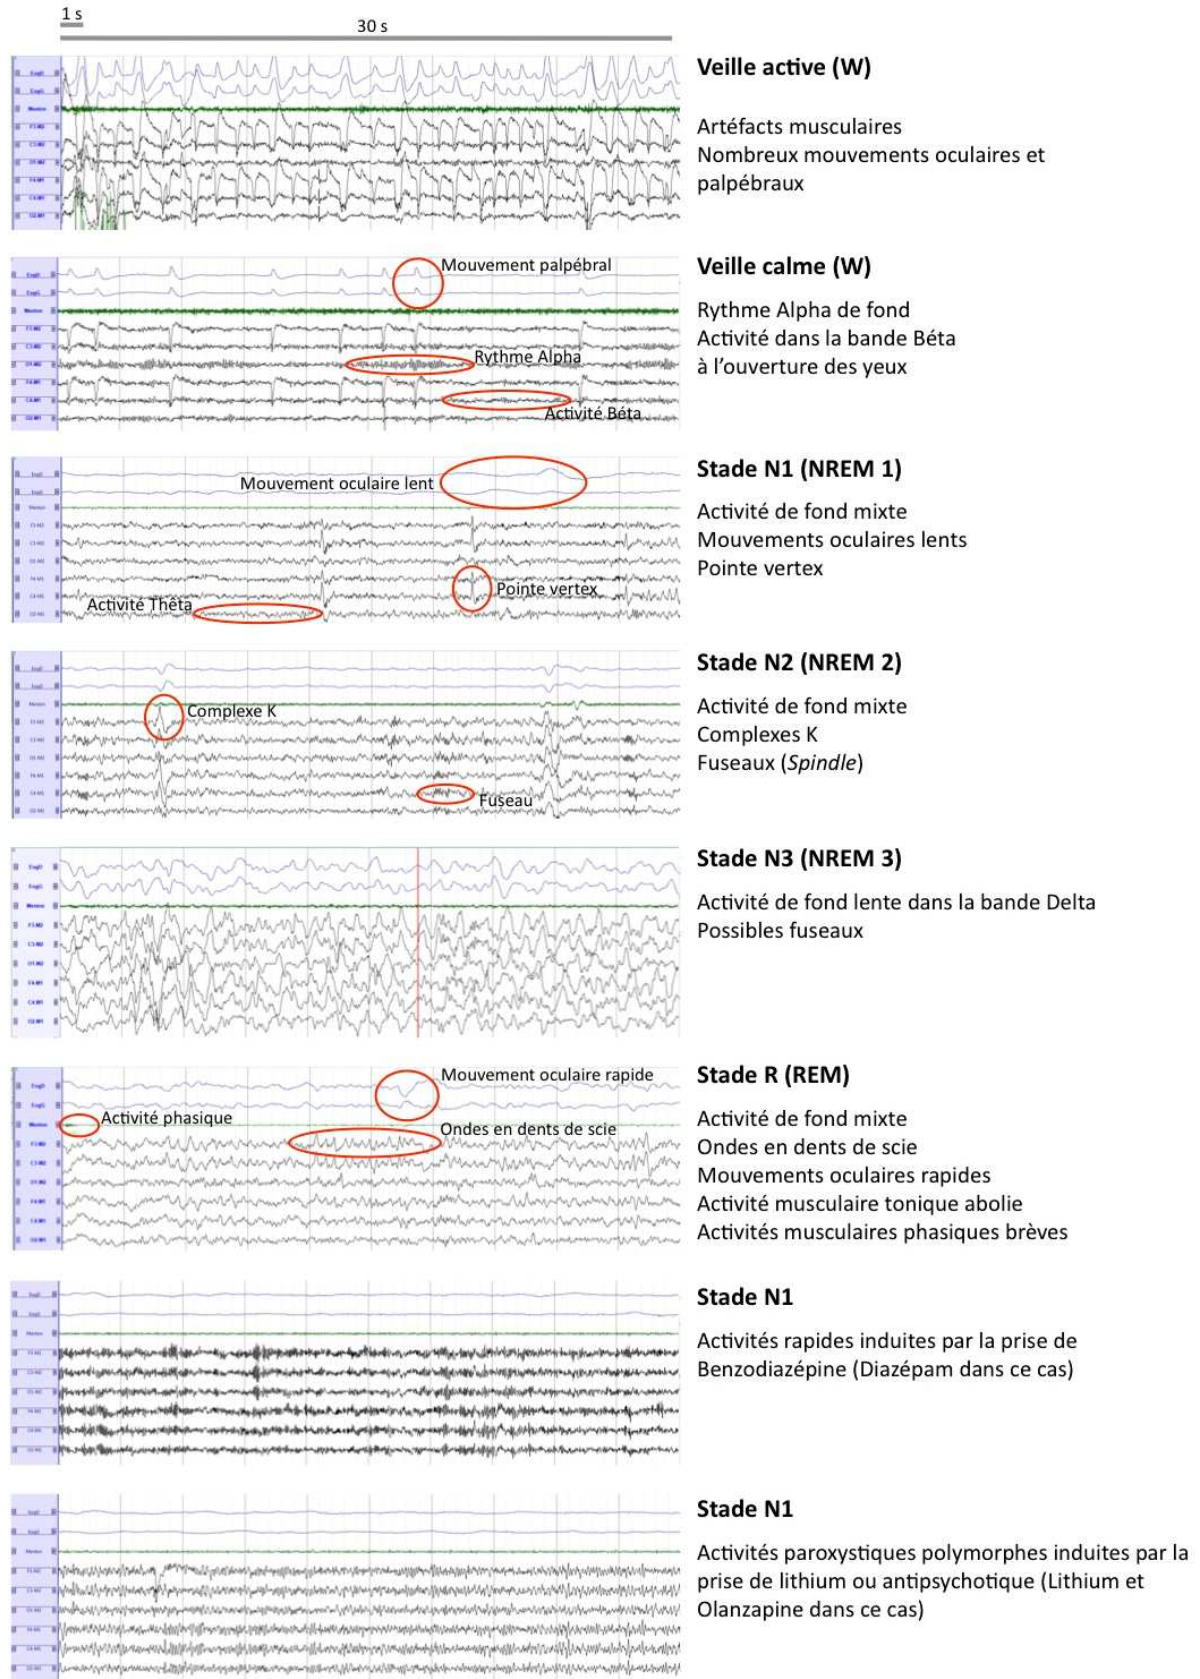 1 s
30 s
Veille active (W)
Artéfacts musculaires
Nombreux mouvements oculaires et
palpébraux
Mouvement palpébral
Rythme Alpha
Activité Béta
Veille calme (W)
Rythme Alpha de fond
Activité dans la bande Béta
à l'ouverture des yeux
Mouvement oculaire lent
Pointe vertex
Activité Thêta
Stade N1 (NREM 1)
Activité de fond mixte
Mouvements oculaires lents
Pointe vertex
Complexe K
Fuseau
Stade N2 (NREM 2)
Activité de fond mixte
Complexes K
Fuseaux (Spindle)
Stade N3 (NREM 3)
Activité de fond lente dans la bande Delta
Possibles fuseaux
Mouvement oculaire rapide
Activité phasique
Ondes en dents de scie
Stade R (REM)
Activité de fond mixte
Ondes en dents de scie
Mouvements oculaires rapides
Activité musculaire tonique abolie
Activités musculaires phasiques brèves
Stade N1
Activités rapides induites par la prise de
Benzodiazépine (Diazépam dans ce cas)
Stade N1
Activités paroxystiques polymorphes induites par la
prise de lithium ou antipsychotique (Lithium et
Olanzapine dans ce cas)